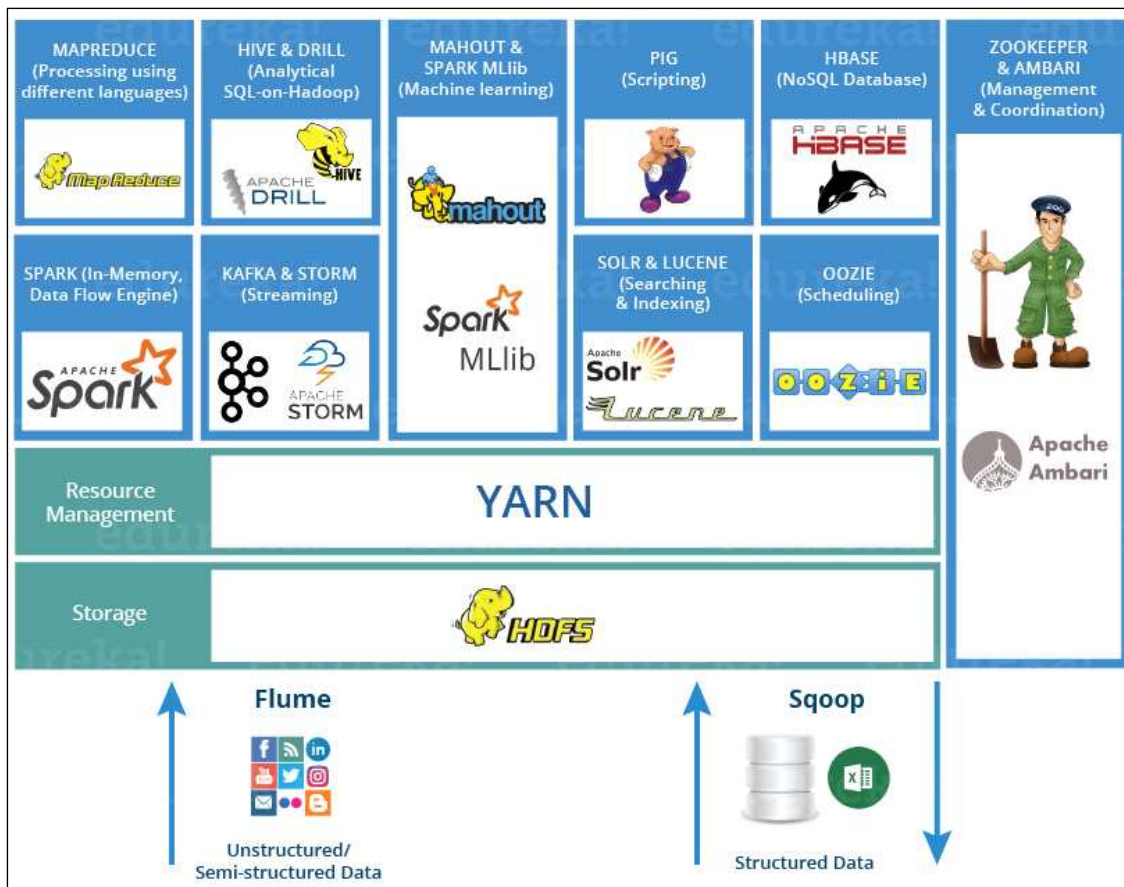 MAPREDUCE
(Processing using
different languages)
Map Reduce
HIVE & DRILL
(Analytical
SQL-on-Hadoop)
HIVE
APACHE
DRILL
MAHOUT &
SPARK MLlib
(Machine learning)
mahout
Spark
MLlib
PIG
(Scripting)
HBASE
(NoSQL Database)
APACHE
HBASE
ZOOKEEPER
& AMBARI
(Management
& Coordination)
ZOO
Apache
Ambari
SPARK (In-Memory,
Data Flow Engine)
APACHE
Spark
KAFKA & STORM
(Streaming)
APACHE
STORM
SOLR & LUCENE
(Searching
& Indexing)
Apache
Solr
Lucene
OOZIE
(Scheduling)
OOZiE
Resource
Management
YARN
Storage
HDFS
edureka!
Flume
Unstructured/
Semi-structured Data
Sqoop
Structured Data